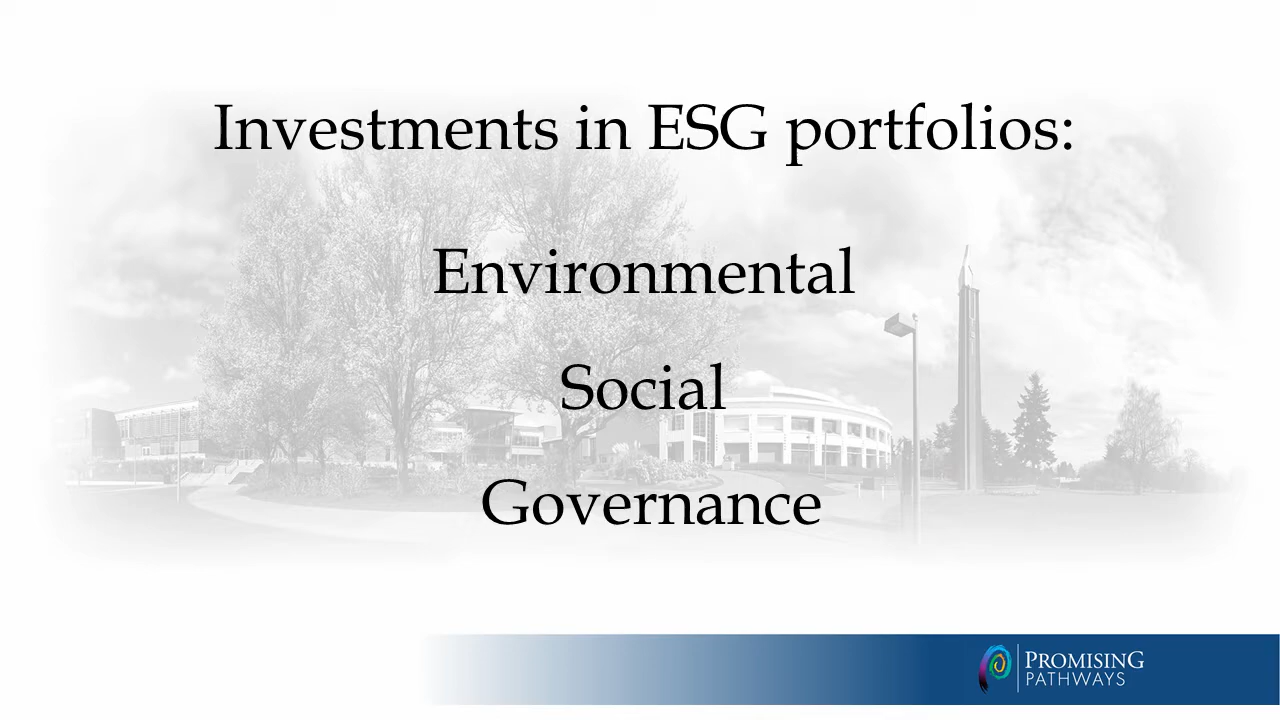 Investments in ESG portfolios:
Environmental
Social
Governance
PROMISING
PATHWAYS